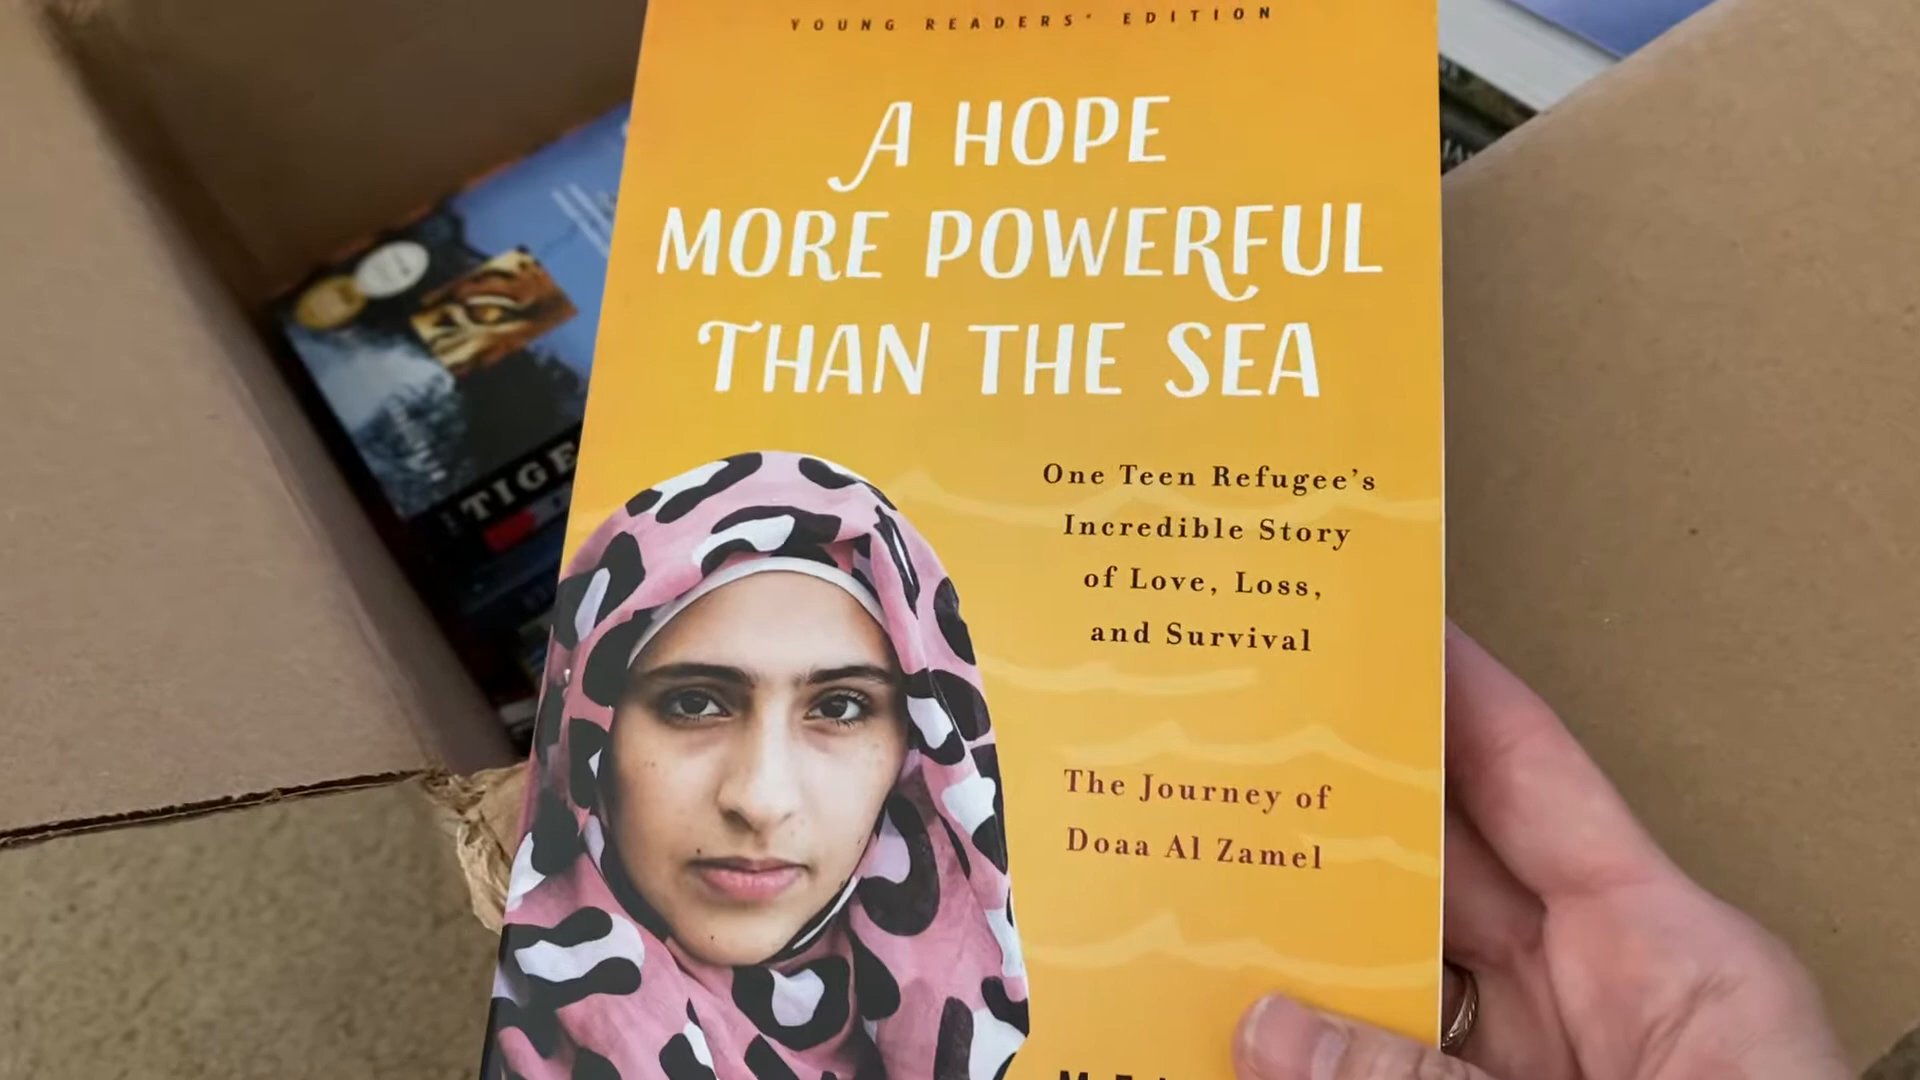 YOUNG READERS' EDITION
A HOPE
MORE POWERFUL
THAN THE SEA
One Teen Refugee's
Incredible Story
of Love, Loss,
and Survival
The Journey of
Doaa Al Zamel